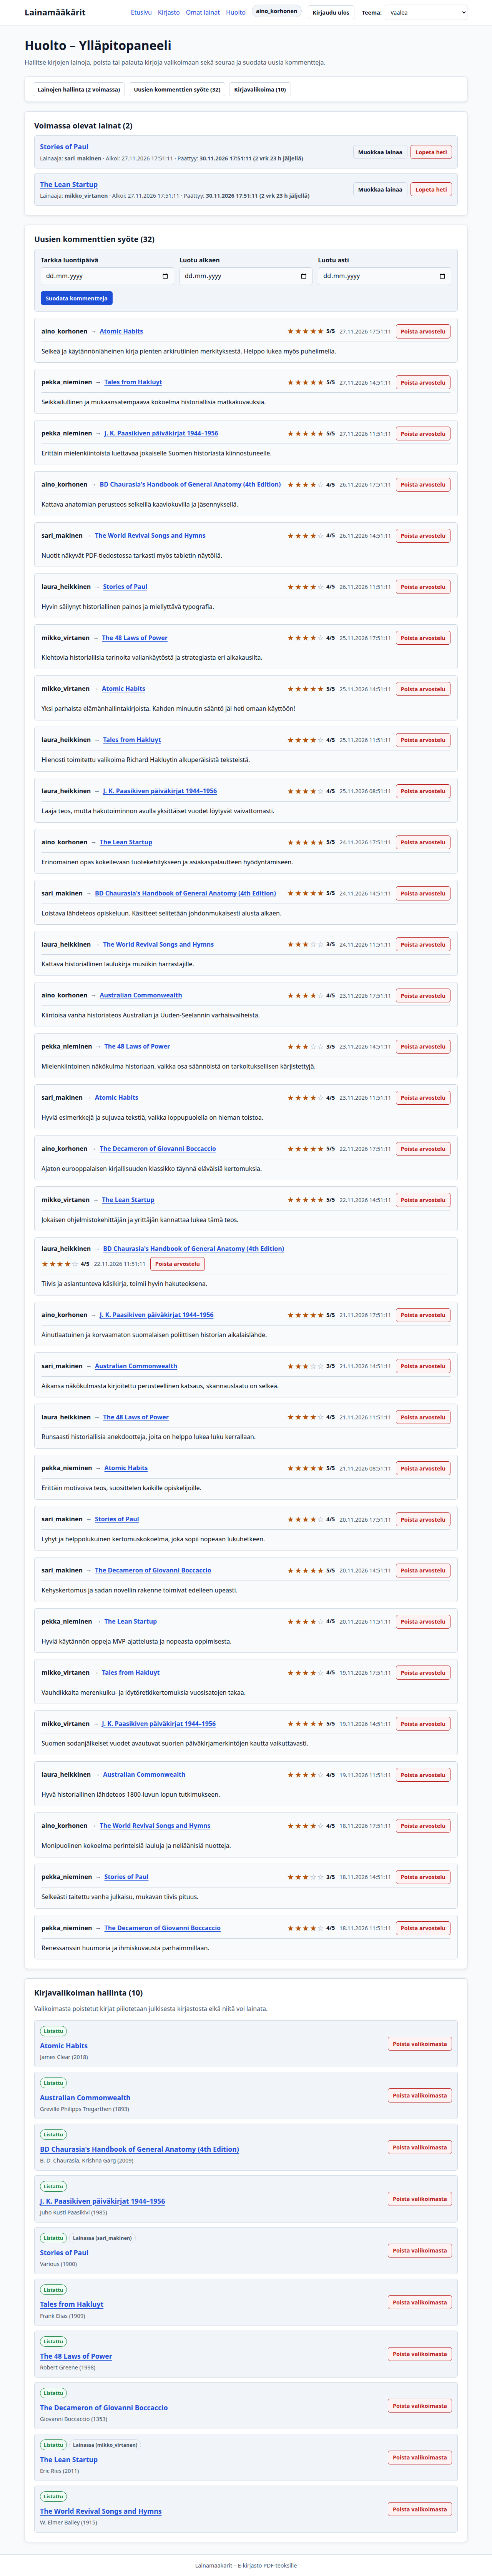 Lainamääkärit
Etusivu Kirjasto Omat lainat Huolto aino_korhonen Kirjaudu ulos Teema: Vaalea
Huolto – Ylläpitopaneeli
Hallitse kirjojen lainoja, poista tai palauta kirjoja valikoimaan sekä seuraa ja suodata uusia kommentteja.
Lainojen hallinta (2 voimassa) Uusien kommenttien syöte (32) Kirjavalikoima (10)
Voimassa olevat lainat (2)
Stories of Paul
Lainaaja: sari_makinen · Alkoi: 27.11.2026 17:51:11 · Päättyy: 30.11.2026 17:51:11 (2 vrk 23 h jäljellä)
Muokkaa lainaa Lopeta heti
The Lean Startup
Lainaaja: mikko_virtanen · Alkoi: 27.11.2026 17:51:11 · Päättyy: 30.11.2026 17:51:11 (2 vrk 23 h jäljellä)
Muokkaa lainaa Lopeta heti
Uusien kommenttien syöte (32)
Tarkka luontipäivä Luotu alkaen Luotu asti
dd.mm.yyyy dd.mm.yyyy dd.mm.yyyy
Suodata kommentteja
aino_korhonen → Atomic Habits ★★★★★ 5/5 27.11.2026 17:51:11 Poista arvostelu
Selkeä ja käytännönläheinen kirja pienten arkirutiinien merkityksestä. Helppo lukea myös puhelimella.
pekka_nieminen → Tales from Hakluyt ★★★★★ 5/5 27.11.2026 14:51:11 Poista arvostelu
Seikkailullinen ja mukaansatempaava kokoelma historiallisia matkakuvauksia.
pekka_nieminen → J. K. Paasikiven päiväkirjat 1944–1956 ★★★★★ 5/5 27.11.2026 11:51:11 Poista arvostelu
Erittäin mielenkiintoista luettavaa jokaiselle Suomen historiasta kiinnostuneelle.
aino_korhonen → BD Chaurasia's Handbook of General Anatomy (4th Edition) ★★★★☆ 4/5 26.11.2026 17:51:11 Poista arvostelu
Kattava anatomian perusteos selkeillä kaaviokuvilla ja jäsennyksellä.
sari_makinen → The World Revival Songs and Hymns ★★★★☆ 4/5 26.11.2026 14:51:11 Poista arvostelu
Nuotit näkyvät PDF-tiedostossa tarkasti myös tabletin näytöllä.
laura_heikkinen → Stories of Paul ★★★★☆ 4/5 26.11.2026 11:51:11 Poista arvostelu
Hyvin säilynyt historiallinen painos ja miellyttävä typografia.
mikko_virtanen → The 48 Laws of Power ★★★★☆ 4/5 25.11.2026 17:51:11 Poista arvostelu
Kiehtovia historiallisia tarinoita vallankäytöstä ja strategiasta eri aikakausilta.
mikko_virtanen → Atomic Habits ★★★★★ 5/5 25.11.2026 14:51:11 Poista arvostelu
Yksi parhaista elämänhallintakirjoista. Kahden minuutin sääntö jäi heti omaan käyttöön!
laura_heikkinen → Tales from Hakluyt ★★★★☆ 4/5 25.11.2026 11:51:11 Poista arvostelu
Hienosti toimitettu valikoima Richard Hakluytin alkuperäisistä teksteistä.
laura_heikkinen → J. K. Paasikiven päiväkirjat 1944–1956 ★★★★☆ 4/5 25.11.2026 08:51:11 Poista arvostelu
Laaja teos, mutta hakutoiminnon avulla yksittäiset vuodet löytyvät vaivattomasti.
aino_korhonen → The Lean Startup ★★★★★ 5/5 24.11.2026 17:51:11 Poista arvostelu
Erinomainen opas kokeilevaan tuotekehitykseen ja asiakaspalautteen hyödyntämiseen.
sari_makinen → BD Chaurasia's Handbook of General Anatomy (4th Edition) ★★★★★ 5/5 24.11.2026 14:51:11 Poista arvostelu
Loistava lähdeteos opiskeluun. Käsitteet selitetään johdonmukaisesti alusta alkaen.
laura_heikkinen → The World Revival Songs and Hymns ★★★☆☆ 3/5 24.11.2026 11:51:11 Poista arvostelu
Kattava historiallinen laulukirja musiikin harrastajille.
aino_korhonen → Australian Commonwealth ★★★★☆ 4/5 23.11.2026 17:51:11 Poista arvostelu
Kiintoisa vanha historiateos Australian ja Uuden-Seelannin varhaisvaiheista.
pekka_nieminen → The 48 Laws of Power ★★★☆☆ 3/5 23.11.2026 14:51:11 Poista arvostelu
Mielenkiintoinen näkökulma historiaan, vaikka osa säännöistä on tarkoituksellisen kärjistettyjä.
sari_makinen → Atomic Habits ★★★★☆ 4/5 23.11.2026 11:51:11 Poista arvostelu
Hyviä esimerkkejä ja sujuvaa tekstiä, vaikka loppupuolella on hieman toistoa.
aino_korhonen → The Decameron of Giovanni Boccaccio ★★★★★ 5/5 22.11.2026 17:51:11 Poista arvostelu
Ajaton eurooppalaisen kirjallisuuden klassikko täynnä eläväisiä kertomuksia.
mikko_virtanen → The Lean Startup ★★★★★ 5/5 22.11.2026 14:51:11 Poista arvostelu
Jokaisen ohjelmistokehittäjän ja yrittäjän kannattaa lukea tämä teos.
laura_heikkinen → BD Chaurasia's Handbook of General Anatomy (4th Edition)
★★★★☆ 4/5 22.11.2026 11:51:11 Poista arvostelu
Tiivis ja asiantunteva käsikirja, toimii hyvin hakuteoksena.
aino_korhonen → J. K. Paasikiven päiväkirjat 1944–1956 ★★★★★ 5/5 21.11.2026 17:51:11 Poista arvostelu
Ainutlaatuinen ja korvaamaton suomalaisen poliittisen historian aikalaislähde.
sari_makinen → Australian Commonwealth ★★★☆☆ 3/5 21.11.2026 14:51:11 Poista arvostelu
Aikansa näkökulmasta kirjoitettu perusteellinen katsaus, skannauslaatu on selkeä.
laura_heikkinen → The 48 Laws of Power ★★★★☆ 4/5 21.11.2026 11:51:11 Poista arvostelu
Runsaasti historiallisia anekdootteja, joita on helppo lukea luku kerrallaan.
pekka_nieminen → Atomic Habits ★★★★★ 5/5 21.11.2026 08:51:11 Poista arvostelu
Erittäin motivoiva teos, suosittelen kaikille opiskelijoille.
sari_makinen → Stories of Paul ★★★★☆ 4/5 20.11.2026 17:51:11 Poista arvostelu
Lyhyt ja helppolukuinen kertomuskokoelma, joka sopii nopeaan lukuhetkeen.
sari_makinen → The Decameron of Giovanni Boccaccio ★★★★★ 5/5 20.11.2026 14:51:11 Poista arvostelu
Kehyskertomus ja sadan novellin rakenne toimivat edelleen upeasti.
pekka_nieminen → The Lean Startup ★★★★☆ 4/5 20.11.2026 11:51:11 Poista arvostelu
Hyviä käytännön oppeja MVP-ajattelusta ja nopeasta oppimisesta.
mikko_virtanen → Tales from Hakluyt ★★★★☆ 4/5 19.11.2026 17:51:11 Poista arvostelu
Vauhdikkaita merenkulku- ja löytöretkikertomuksia vuosisatojen takaa.
mikko_virtanen → J. K. Paasikiven päiväkirjat 1944–1956 ★★★★★ 5/5 19.11.2026 14:51:11 Poista arvostelu
Suomen sodanjälkeiset vuodet avautuvat suorien päiväkirjamerkintöjen kautta vaikuttavasti.
laura_heikkinen → Australian Commonwealth ★★★★☆ 4/5 19.11.2026 11:51:11 Poista arvostelu
Hyvä historiallinen lähdeteos 1800-luvun lopun tutkimukseen.
aino_korhonen → The World Revival Songs and Hymns ★★★★☆ 4/5 18.11.2026 17:51:11 Poista arvostelu
Monipuolinen kokoelma perinteisiä lauluja ja neliäänisiä nuotteja.
pekka_nieminen → Stories of Paul ★★★☆☆ 3/5 18.11.2026 14:51:11 Poista arvostelu
Selkeästi taitettu vanha julkaisu, mukavan tiivis pituus.
pekka_nieminen → The Decameron of Giovanni Boccaccio ★★★★☆ 4/5 18.11.2026 11:51:11 Poista arvostelu
Renessanssin huumoria ja ihmiskuvausta parhaimmillaan.
Kirjavalikoiman hallinta (10)
Valikoimasta poistetut kirjat piilotetaan julkisesta kirjastosta eikä niitä voi lainata.
Listattu
Atomic Habits
James Clear (2018)
Poista valikoimasta
Listattu
Australian Commonwealth
Greville Philipps Tregarthen (1893)
Poista valikoimasta
Listattu
BD Chaurasia's Handbook of General Anatomy (4th Edition)
B. D. Chaurasia, Krishna Garg (2009)
Poista valikoimasta
Listattu
J. K. Paasikiven päiväkirjat 1944–1956
Juho Kusti Paasikivi (1985)
Poista valikoimasta
Listattu Lainassa (sari_makinen)
Stories of Paul
Various (1900)
Poista valikoimasta
Listattu
Tales from Hakluyt
Frank Elias (1909)
Poista valikoimasta
Listattu
The 48 Laws of Power
Robert Greene (1998)
Poista valikoimasta
Listattu
The Decameron of Giovanni Boccaccio
Giovanni Boccaccio (1353)
Poista valikoimasta
Listattu Lainassa (mikko_virtanen)
The Lean Startup
Eric Ries (2011)
Poista valikoimasta
Listattu
The World Revival Songs and Hymns
W. Elmer Bailey (1915)
Poista valikoimasta
Lainamääkärit – E-kirjasto PDF-teoksille